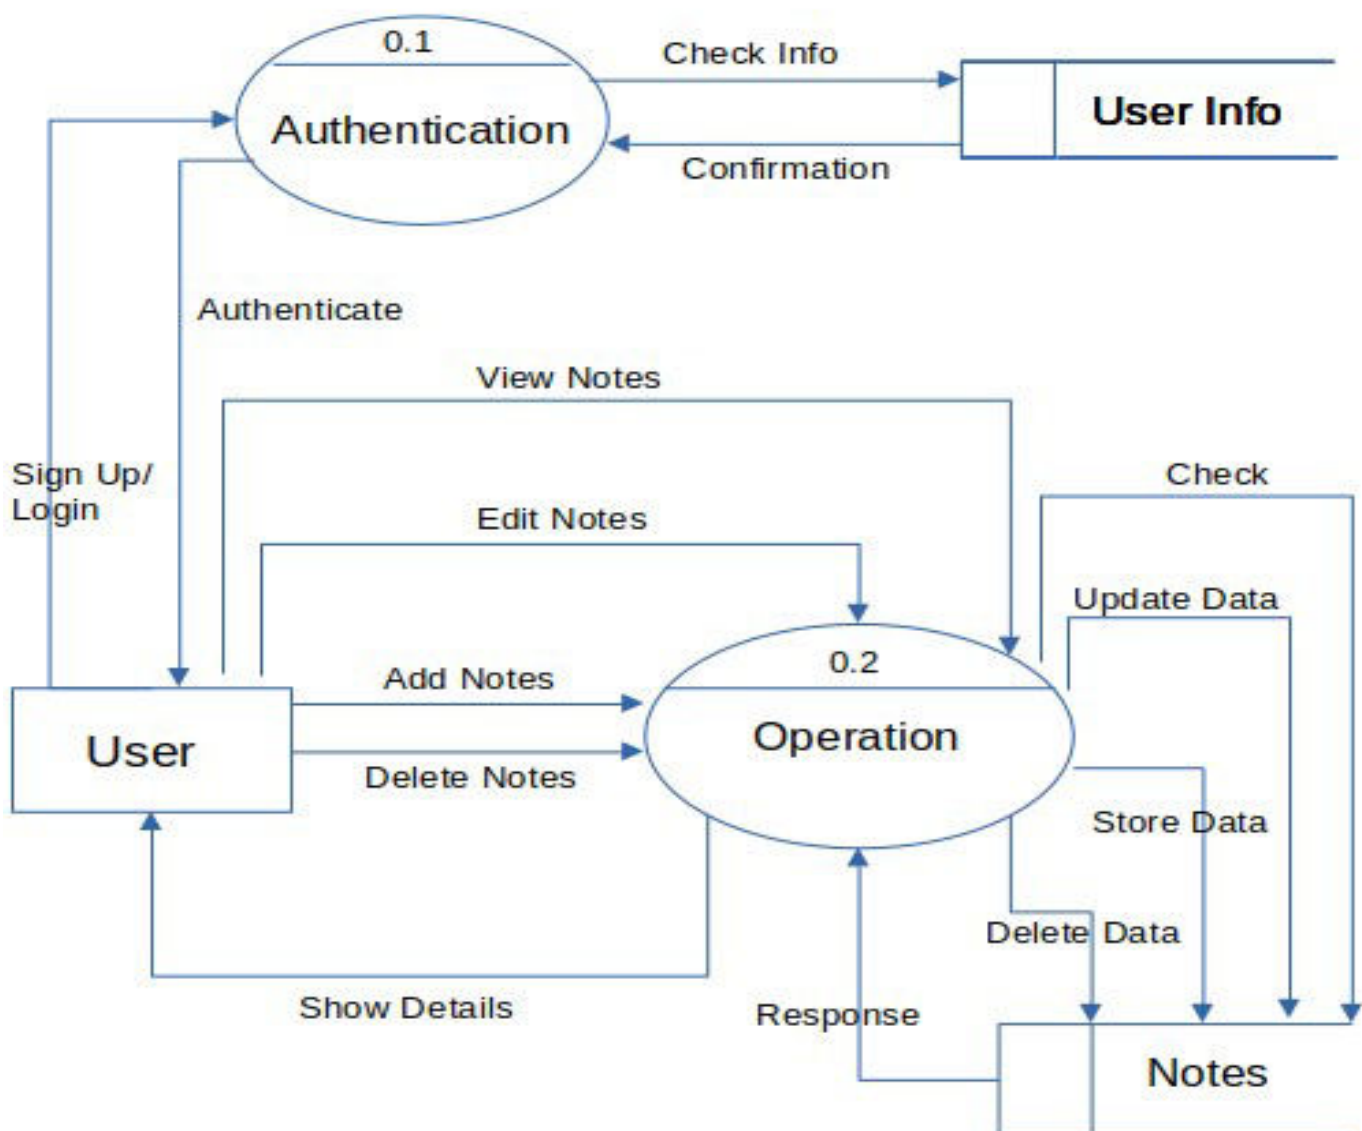 0.1
Authentication
Check Info
User Info
Confirmation
Authenticate
View Notes
Sign Up/
Login
Check
Edit Notes
Update Data
0.2
Operation
Add Notes
User
Delete Notes
Store Data
Delete Data
Show Details
Response
Notes